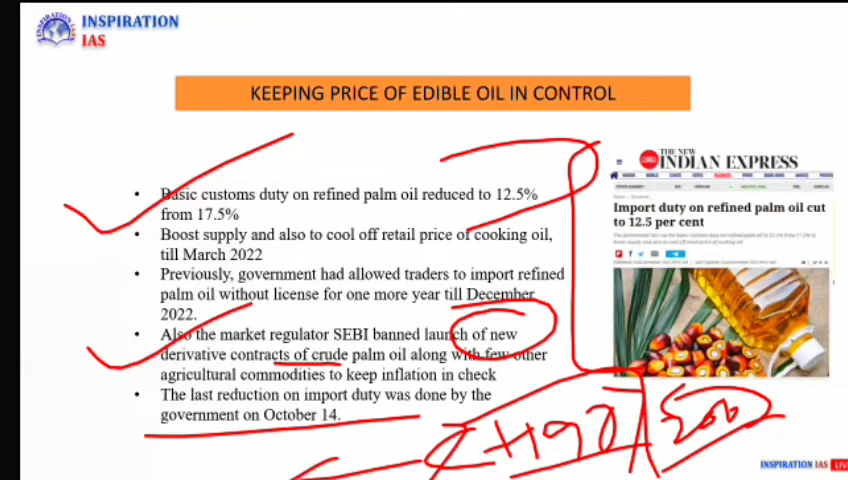 INSPIRATION
IAS
KEEPING PRICE OF EDIBLE OIL IN CONTROL
• Basic customs duty on refined palm oil reduced to 12.5%
from 17.5%
• Boost supply and also to cool off retail price of cooking oil,
till March 2022
• Previously, government had allowed traders to import refined
palm oil without license for one more year till December
2022.
• Also the market regulator SEBI banned launch of new
derivative contracts of crude palm oil along with few other
agricultural commodities to keep inflation in check
• The last reduction on import duty was done by the
government on October 14.
THE NEW
INDIAN EXPRESS
Import duty on refined palm oil cut
to 12.5 per cent
INSPIRATION IAS LIV